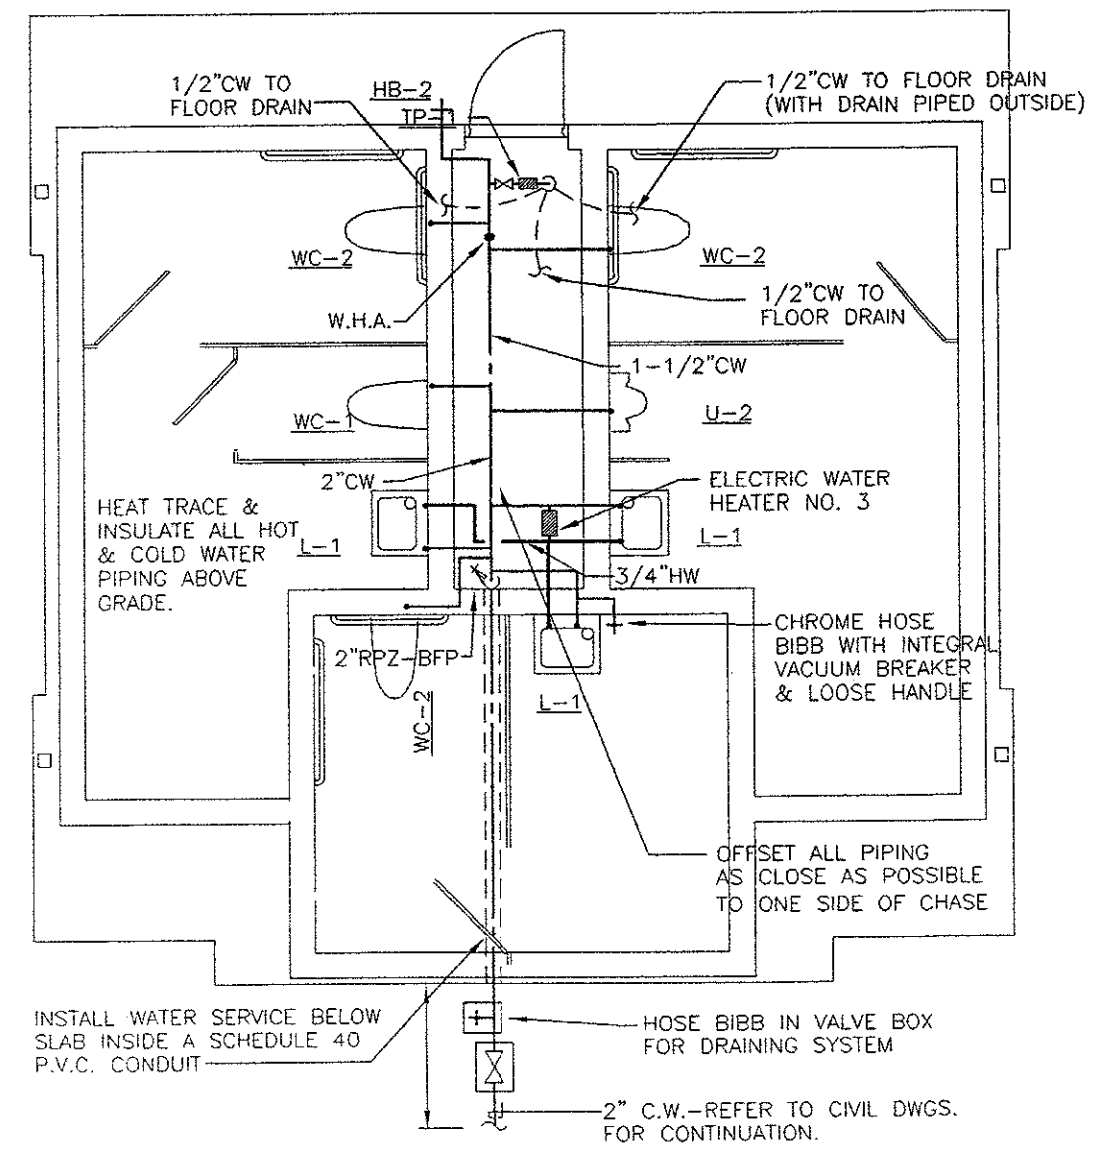 1/2"CW TO
FLOOR DRAIN
HB-2
TP
1/2"CW TO FLOOR DRAIN
(WITH DRAIN PIPED OUTSIDE)
WC-2
WC-2
1/2"CW TO
FLOOR DRAIN
W.H.A.
1-1/2"CW
WC-1
U-2
2"CW
ELECTRIC WATER
HEATER NO. 3
HEAT TRACE &
INSULATE ALL HOT
& COLD WATER
PIPING ABOVE
GRADE.
L-1
L-1
3/4"HW
CHROME HOSE
BIBB WITH INTEGRAL
VACUUM BREAKER
& LOOSE HANDLE
2"RPZ-BFP
WC-2
L-1
OFFSET ALL PIPING
AS CLOSE AS POSSIBLE
TO ONE SIDE OF CHASE
INSTALL WATER SERVICE BELOW
SLAB INSIDE A SCHEDULE 40
P.V.C. CONDUIT
HOSE BIBB IN VALVE BOX
FOR DRAINING SYSTEM
2" C.W.-REFER TO CIVIL DWGS.
FOR CONTINUATION.